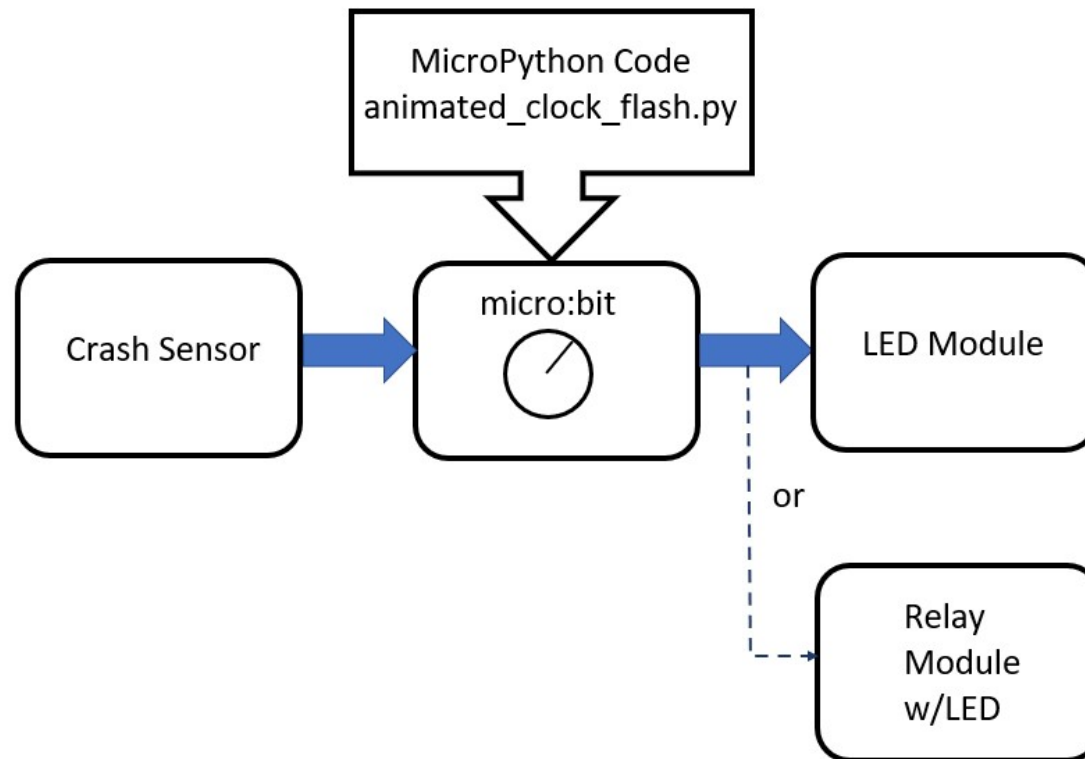 MicroPython Code
animated_clock_flash.py
Crash Sensor
micro:bit
LED Module
or
Relay
Module
w/LED